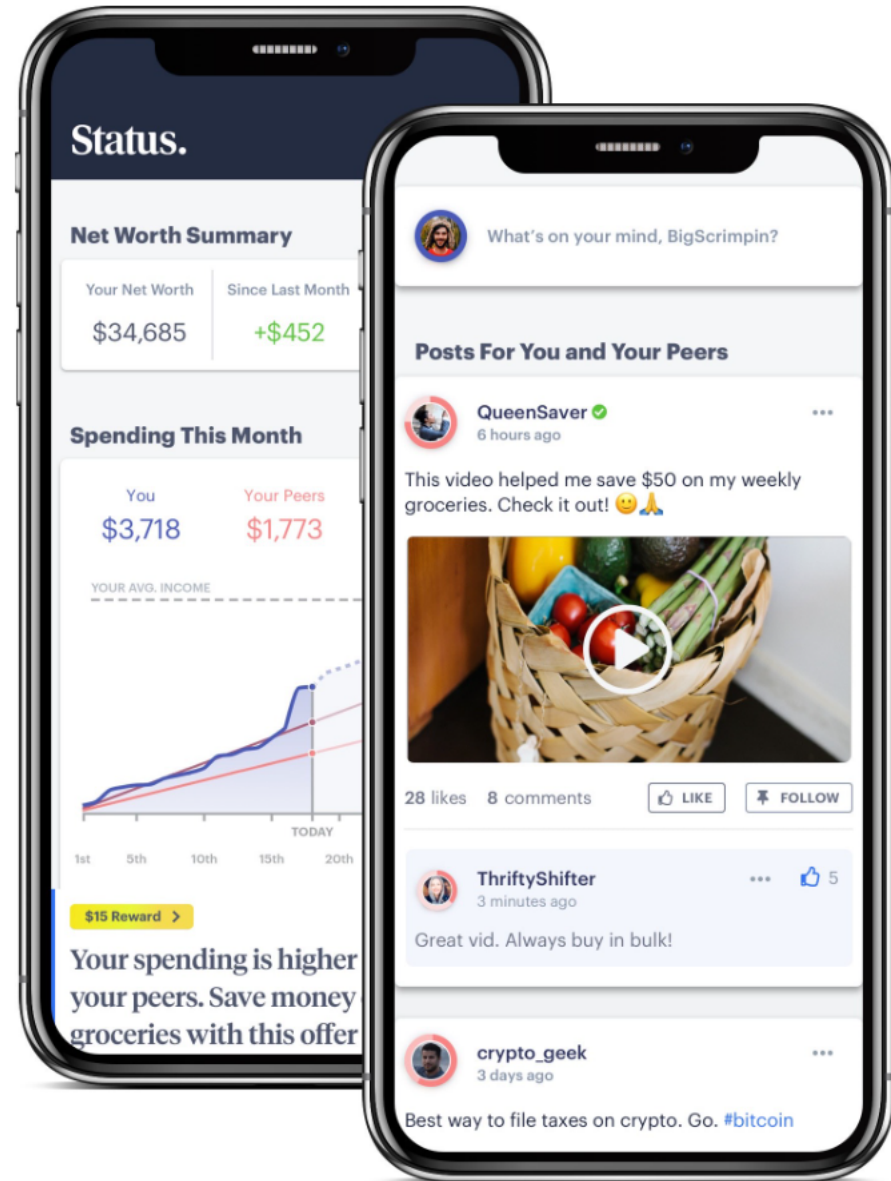 Status.
Net Worth Summary
Your Net Worth
Since Last Month
$34,685
+$452
Spending This Month
You
Your Peers
$3,718
$1,773
YOUR AVG. INCOME
TODAY
1st 5th 10th 15th 20th
$15 Reward >
Your spending is higher
your peers. Save money
groceries with this offer
What's on your mind, BigScrimpin?
Posts For You and Your Peers
QueenSaver
6 hours ago
This video helped me save $50 on my weekly
groceries. Check it out! 🙂🙏
28 likes 8 comments LIKE FOLLOW
ThriftyShifter
5
3 minutes ago
Great vid. Always buy in bulk!
crypto_geek
3 days ago
Best way to file taxes on crypto. Go. #bitcoin